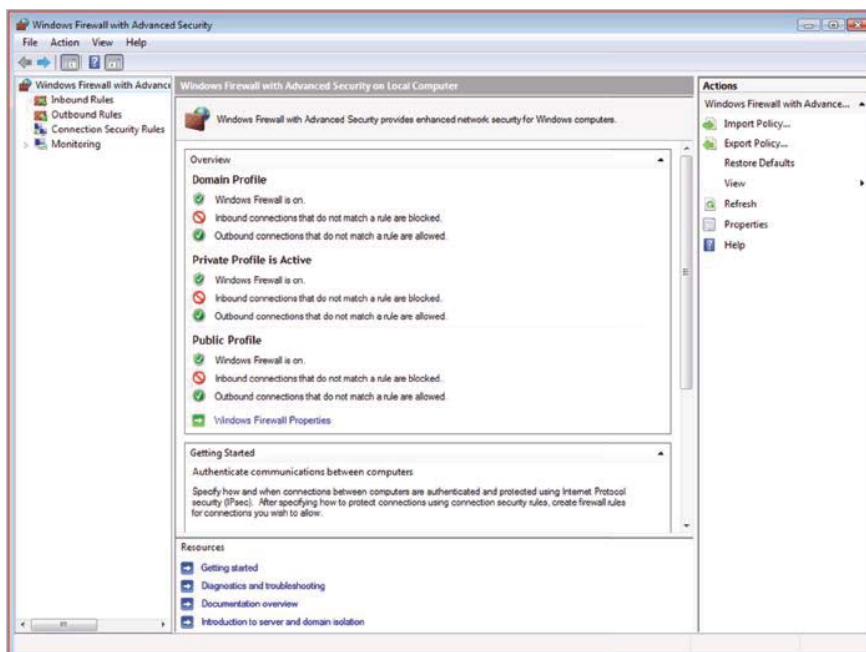 Windows Firewall with Advanced Security
File Action View Help
Windows Firewall with Advanc
Inbound Rules
Outbound Rules
Connection Security Rules
Monitoring
Windows Firewall with Advanced Security on Local Computer
Windows Firewall with Advanced Security provides enhanced network security for Windows computers.
Overview
Domain Profile
Windows Firewall is on.
Inbound connections that do not match a rule are blocked.
Outbound connections that do not match a rule are allowed.
Private Profile is Active
Windows Firewall is on.
Inbound connections that do not match a rule are blocked.
Outbound connections that do not match a rule are allowed.
Public Profile
Windows Firewall is on.
Inbound connections that do not match a rule are blocked.
Outbound connections that do not match a rule are allowed.
Windows Firewall Properties
Getting Started
Authenticate communications between computers
Specify how and when connections between computers are authenticated and protected using Internet Protocol
security (IPsec). After specifying how to protect connections using connection security rules, create firewall rules
for connections you wish to allow.
Resources
Getting started
Diagnostics and troubleshooting
Documentation overview
Introduction to server and domain isolation
Actions
Windows Firewall with Advance...
Import Policy...
Export Policy...
Restore Defaults
View
Refresh
Properties
Help